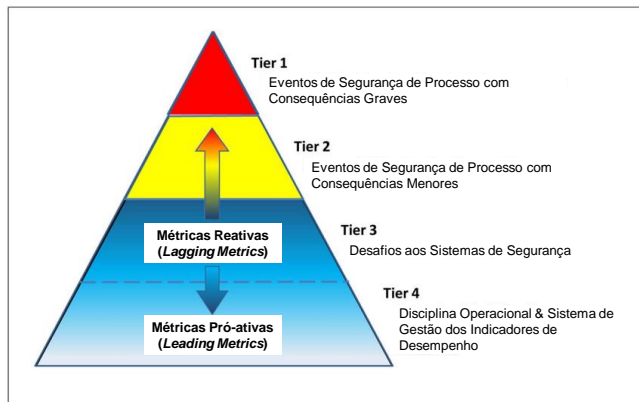 Tier 1
Eventos de Segurança de Processo com
Consequências Graves
Tier 2
Eventos de Segurança de Processo com
Consequências Menores
Tier 3
Desafios aos Sistemas de Segurança
Métricas Reativas
(Lagging Metrics)
Tier 4
Disciplina Operacional & Sistema de
Gestão dos Indicadores de
Desempenho
Métricas Pró-ativas
(Leading Metrics)